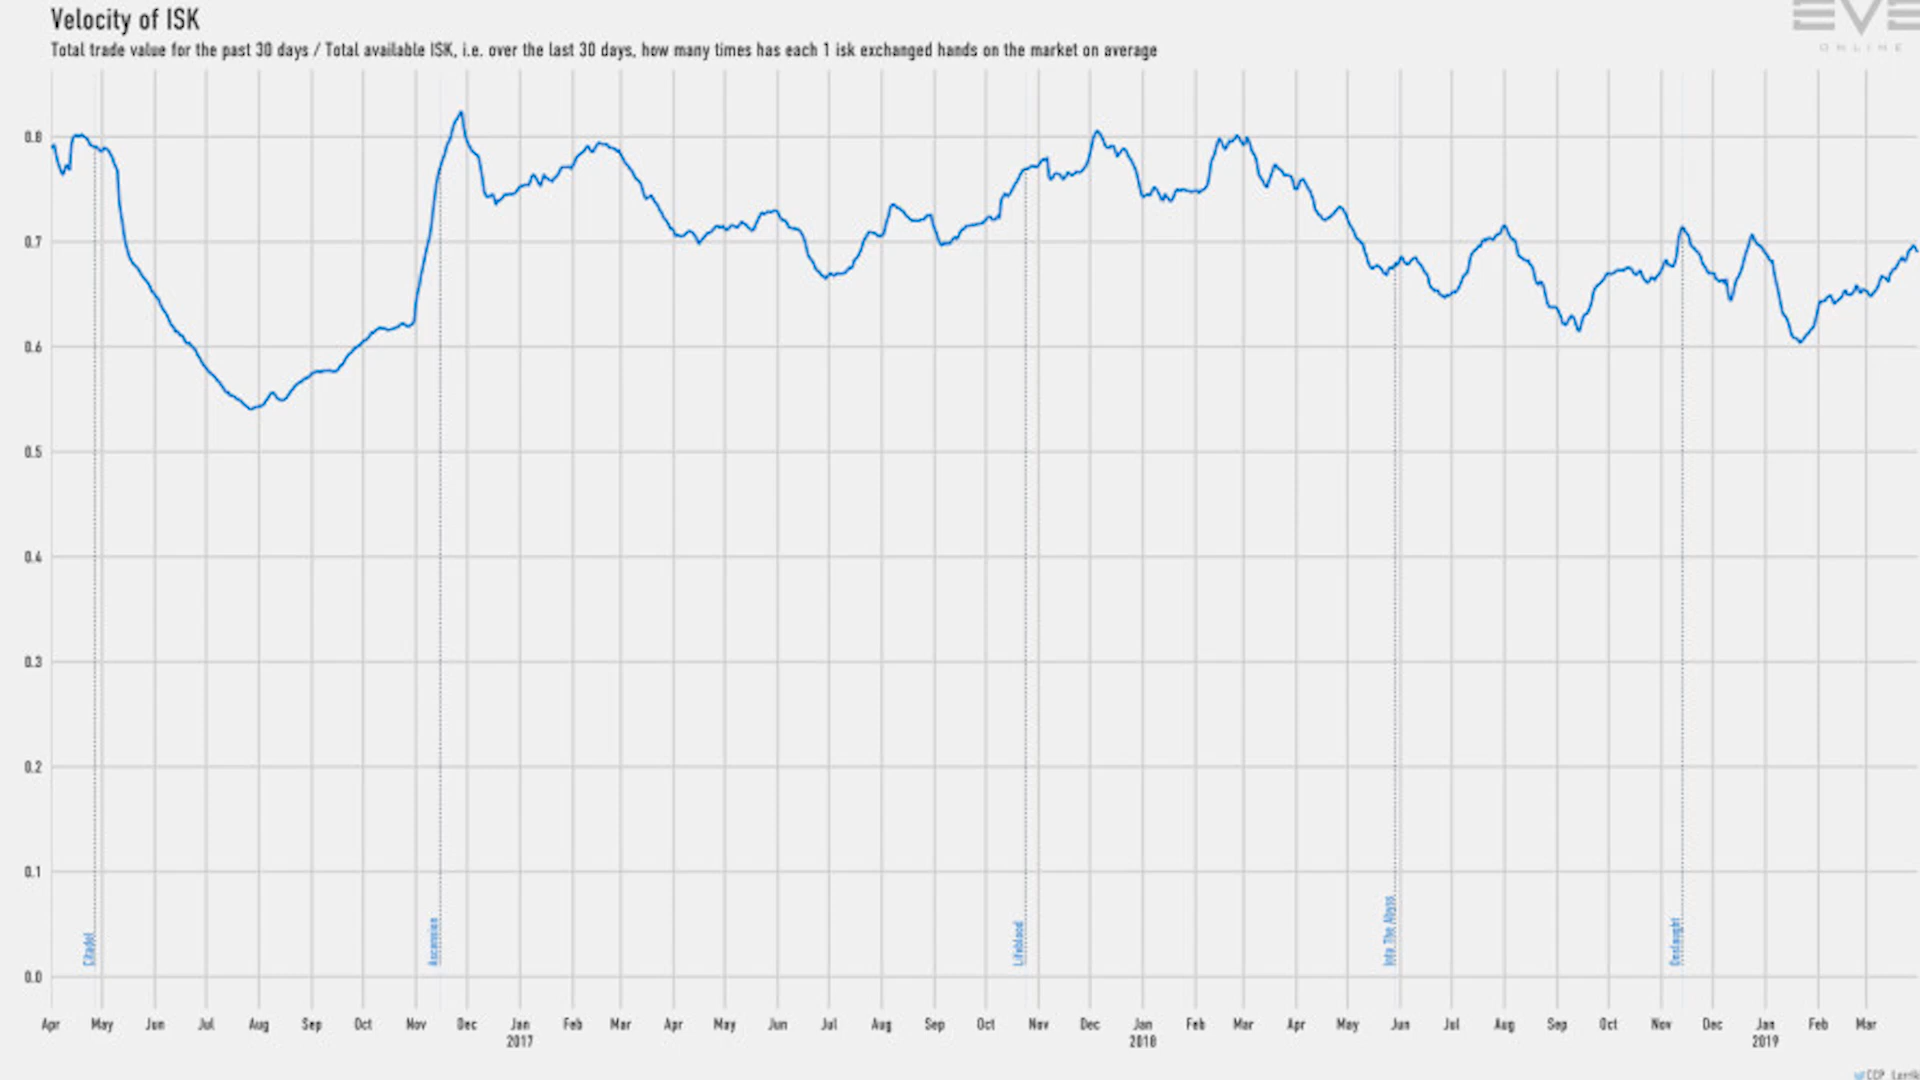 Velocity of ISK
Total trade value for the past 30 days / Total available ISK, i.e. over the last 30 days, how many times has each 1 isk exchanged hands on the market on average
EVE
ONLINE
0.8
0.7
0.6
0.5
0.4
0.3
0.2
0.1
0.0
Citadel
Ascension
Lifeblood
Into The Abyss
Onslaught
Apr May Jun Jul Aug Sep Oct Nov Dec Jan Feb Mar Apr May Jun Jul Aug Sep Oct Nov Dec Jan Feb Mar Apr May Jun Jul Aug Sep Oct Nov Dec Jan Feb Mar
2017 2018 2019